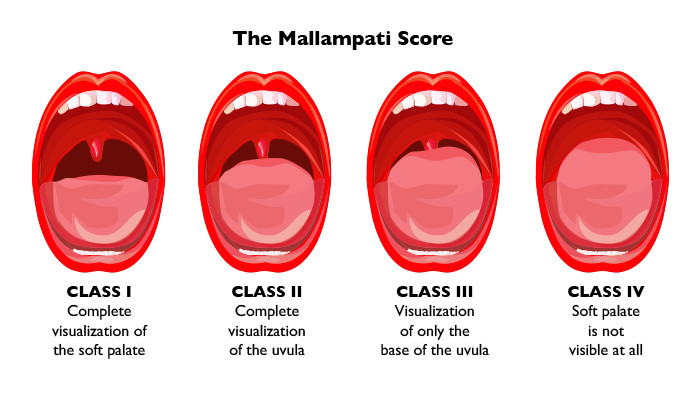 The Mallampati Score
CLASS I
Complete
visualization of
the soft palate
CLASS II
Complete
visualization
of the uvula
CLASS III
Visualization
of only the
base of the uvula
CLASS IV
Soft palate
is not
visible at all